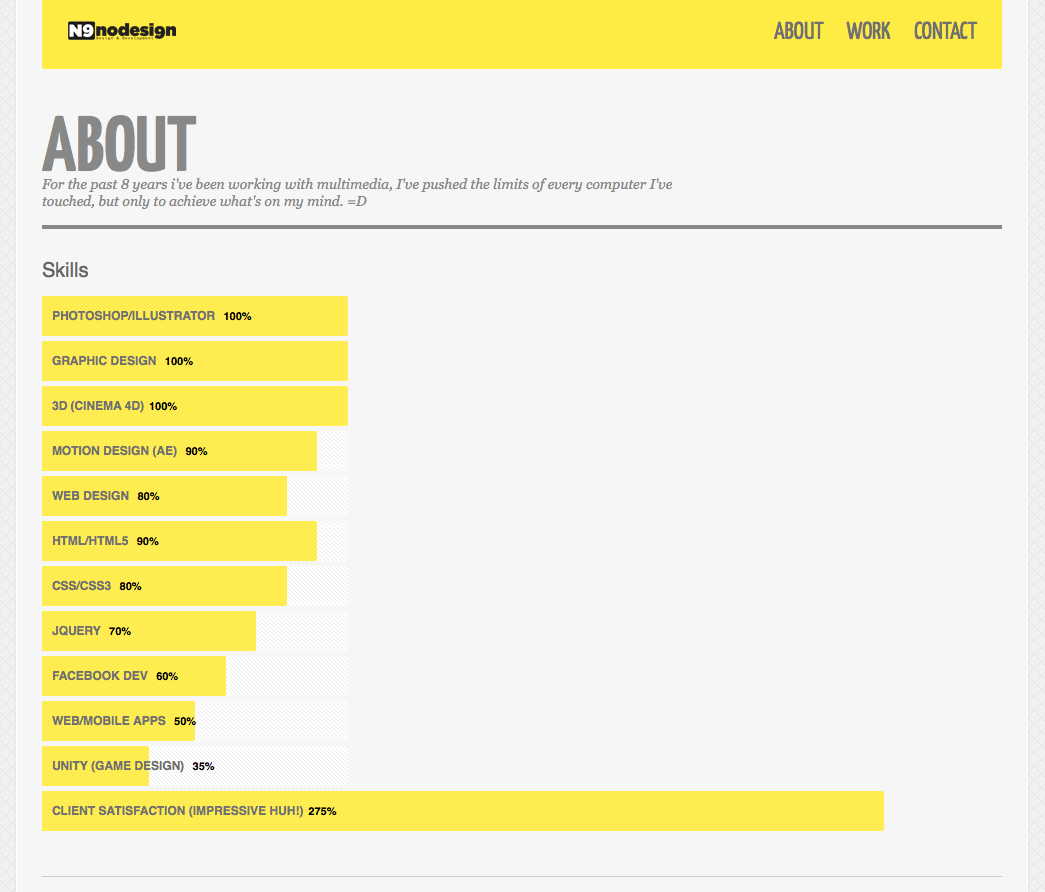 N9nodesign
Design & Development
ABOUT WORK CONTACT
ABOUT
For the past 8 years i've been working with multimedia, I've pushed the limits of every computer I've
touched, but only to achieve what's on my mind. =D
Skills
PHOTOSHOP/ILLUSTRATOR 100%
GRAPHIC DESIGN 100%
3D (CINEMA 4D) 100%
MOTION DESIGN (AE) 90%
WEB DESIGN 80%
HTML/HTML5 90%
CSS/CSS3 80%
JQUERY 70%
FACEBOOK DEV 60%
WEB/MOBILE APPS 50%
UNITY (GAME DESIGN) 35%
CLIENT SATISFACTION (IMPRESSIVE HUH!) 275%